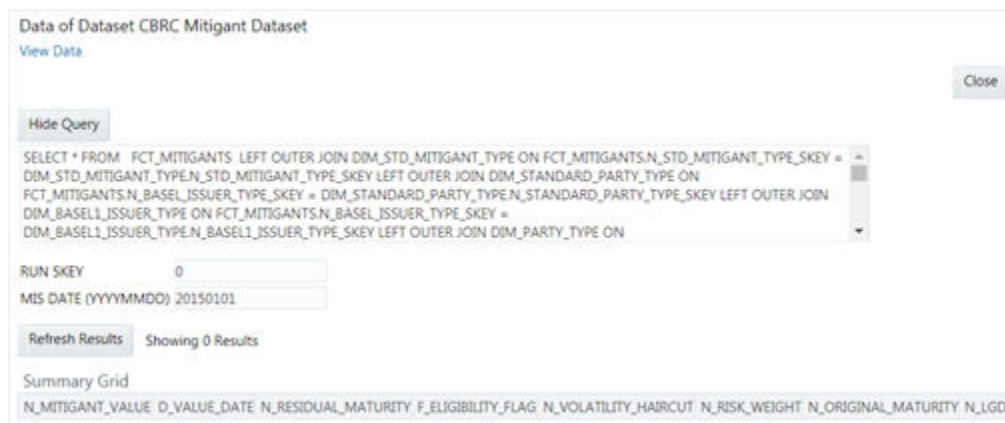 Data of Dataset CBRC Mitigant Dataset
View Data
Close
Hide Query
SELECT * FROM FCT_MITIGANTS LEFT OUTER JOIN DIM_STD_MITIGANT_TYPE ON FCT_MITIGANTS.N_STD_MITIGANT_TYPE_SKEY =
DIM_STD_MITIGANT_TYPE.N_STD_MITIGANT_TYPE_SKEY LEFT OUTER JOIN DIM_STANDARD_PARTY_TYPE ON
FCT_MITIGANTS.N_BASEL_ISSUER_TYPE_SKEY = DIM_STANDARD_PARTY_TYPE.N_STANDARD_PARTY_TYPE_SKEY LEFT OUTER JOIN
DIM_BASEL1_ISSUER_TYPE ON FCT_MITIGANTS.N_BASEL_ISSUER_TYPE_SKEY =
DIM_BASEL1_ISSUER_TYPE.N_BASEL1_ISSUER_TYPE_SKEY LEFT OUTER JOIN DIM_PARTY_TYPE ON
RUN SKEY 0
MIS DATE (YYYYMMDD) 20150101
Refresh Results Showing 0 Results
Summary Grid
N_MITIGANT_VALUE D_VALUE_DATE N_RESIDUAL_MATURITY F_ELIGIBILITY_FLAG N_VOLATILITY_HAIRCUT N_RISK_WEIGHT N_ORIGINAL_MATURITY N_LGD